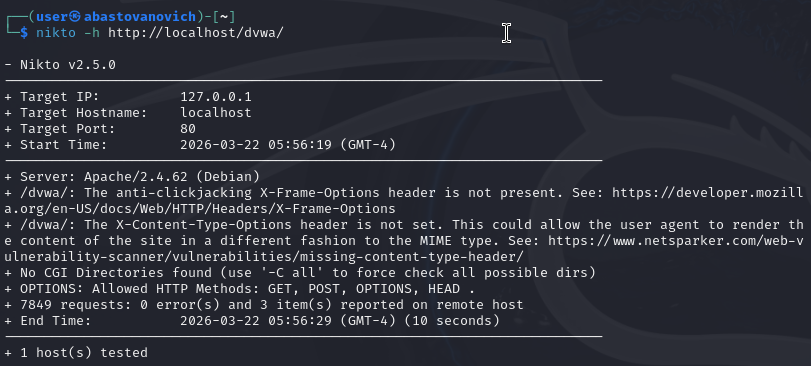 ┌──(user㉿abastovanovich)-[~]
└─$ nikto -h http://localhost/dvwa/
- Nikto v2.5.0
---------------------------------------------------------------------------
+ Target IP:          127.0.0.1
+ Target Hostname:    localhost
+ Target Port:        80
+ Start Time:         2026-03-22 05:56:19 (GMT-4)
---------------------------------------------------------------------------
+ Server: Apache/2.4.62 (Debian)
+ /dvwa/: The anti-clickjacking X-Frame-Options header is not present. See: https://developer.mozill
a.org/en-US/docs/Web/HTTP/Headers/X-Frame-Options
+ /dvwa/: The X-Content-Type-Options header is not set. This could allow the user agent to render th
e content of the site in a different fashion to the MIME type. See: https://www.netsparker.com/web-v
ulnerability-scanner/vulnerabilities/missing-content-type-header/
+ No CGI Directories found (use '-C all' to force check all possible dirs)
+ OPTIONS: Allowed HTTP Methods: GET, POST, OPTIONS, HEAD .
+ 7849 requests: 0 error(s) and 3 item(s) reported on remote host
+ End Time:           2026-03-22 05:56:29 (GMT-4) (10 seconds)
---------------------------------------------------------------------------
+ 1 host(s) tested